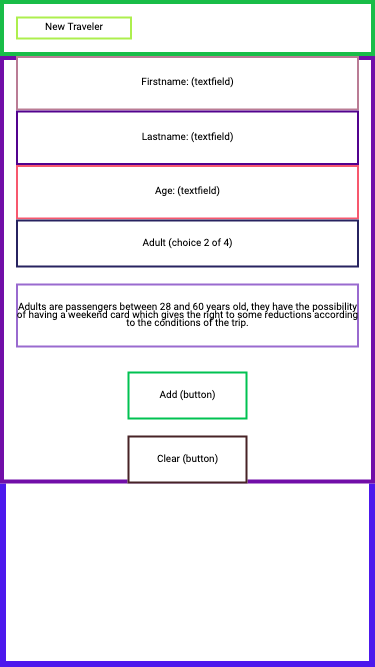 New Traveler
Firstname: (textfield)
Lastname: (textfield)
Age: (textfield)
Adult (choice 2 of 4)
Adults are passengers between 28 and 60 years old, they have the possibility
of having a weekend card which gives the right to some reductions according
to the conditions of the trip.
Add (button)
Clear (button)